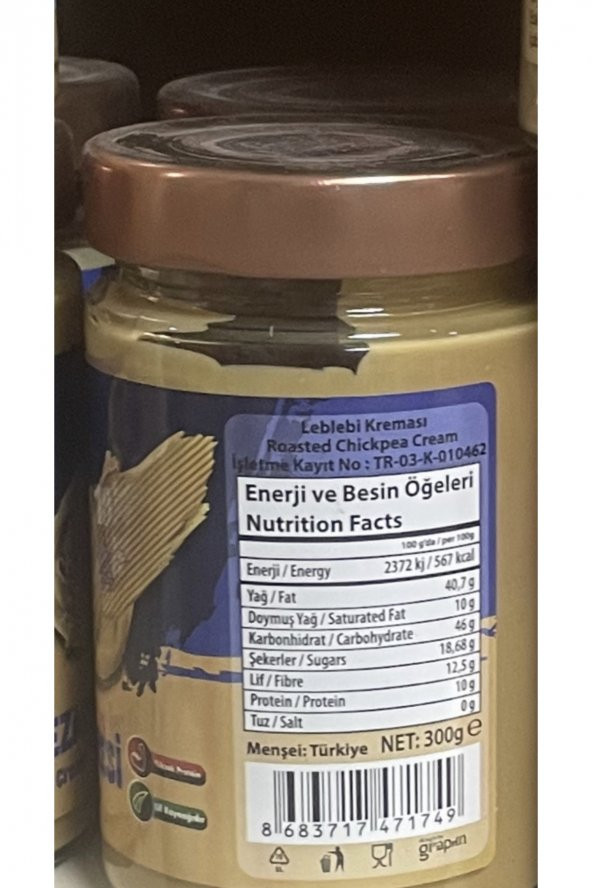 Leblebi Kreması
Roasted Chickpea Cream
İşletme Kayıt No : TR-03-K-010462
Enerji ve Besin Öğeleri
Nutrition Facts
100 g'da / per 100g
Enerji / Energy 2372 kj / 567 kcal
Yağ / Fat 40,7 g
Doymuş Yağ / Saturated Fat 10 g
Karbonhidrat / Carbohydrate 46 g
Şekerler / Sugars 18,68 g
Lif / Fibre 12,5 g
Protein / Protein 10 g
Tuz / Salt 0 g
Menşei: Türkiye NET: 300g e
8 683717 471749